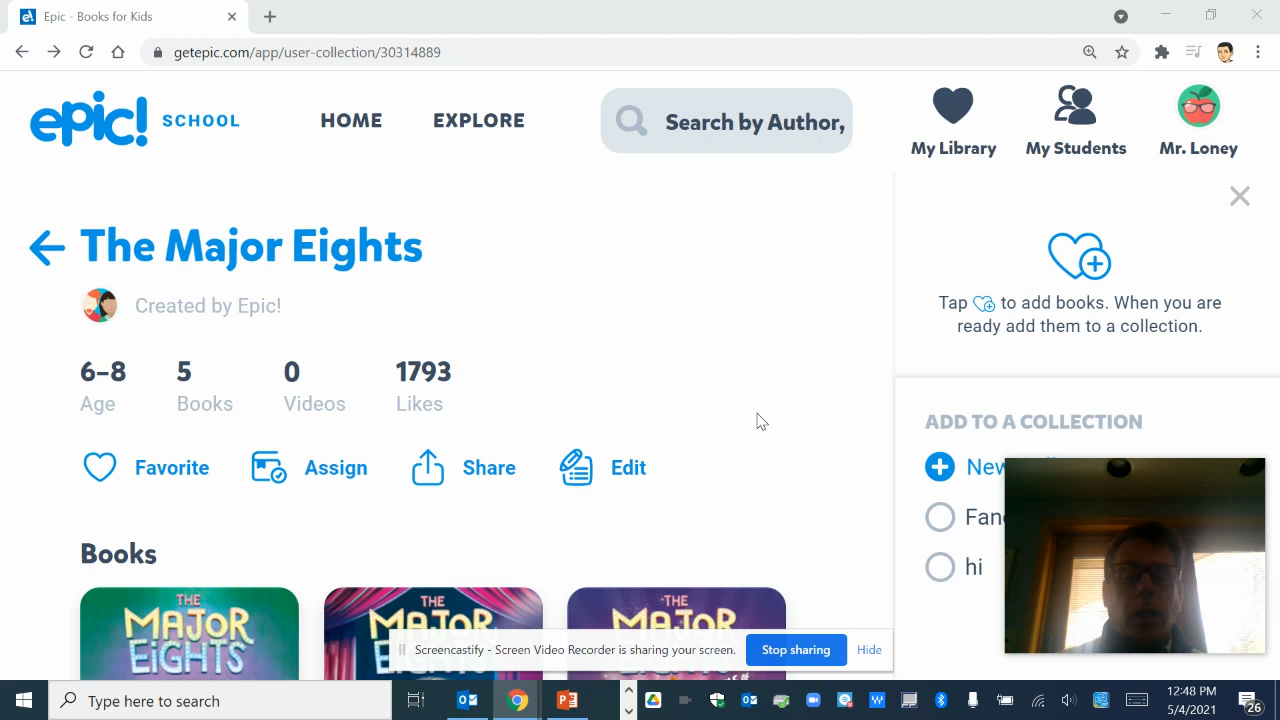 Epic - Books for Kids
getepic.com/app/user-collection/30314889
epic! SCHOOL
HOME
EXPLORE
Search by Author,
My Library
My Students
Mr. Loney
The Major Eights
Created by Epic!
6–8
Age
5
Books
0
Videos
1793
Likes
Favorite
Assign
Share
Edit
Tap to add books. When you are
ready add them to a collection.
ADD TO A COLLECTION
New
hi
Books
THE
MAJOR
EIGHTS
THE
MAJOR
EIGHTS
THE
MAJOR
EIGHTS
Screencastify - Screen Video Recorder is sharing your screen.
Stop sharing
Hide
Type here to search
12:48 PM
5/4/2021
26